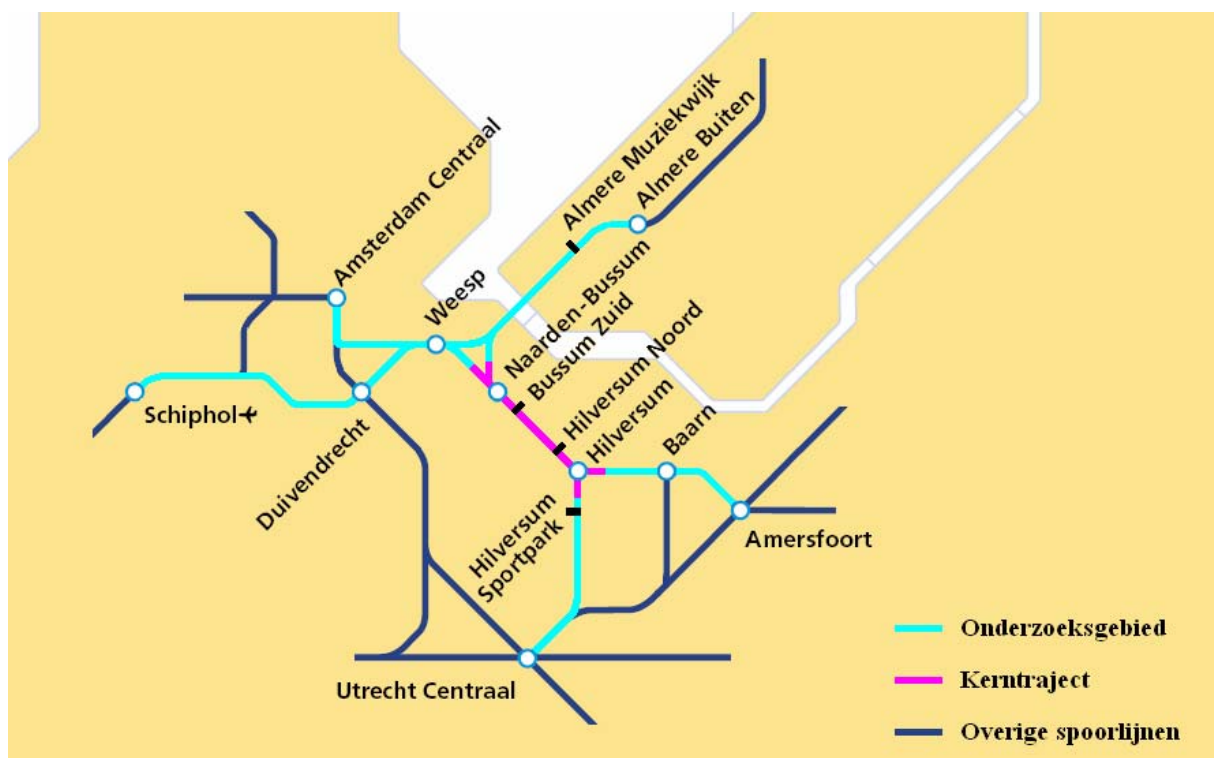 Amsterdam Centraal
Weesp
Almere Muziekwijk
Almere Buiten
Naarden-Bussum
Bussum Zuid
Hilversum Noord
Hilversum
Baarn
Schiphol
Duivendrecht
Hilversum
Sportpark
Amersfoort
Utrecht Centraal
Onderzoeksgebied
Kerntraject
Overige spoorlijnen